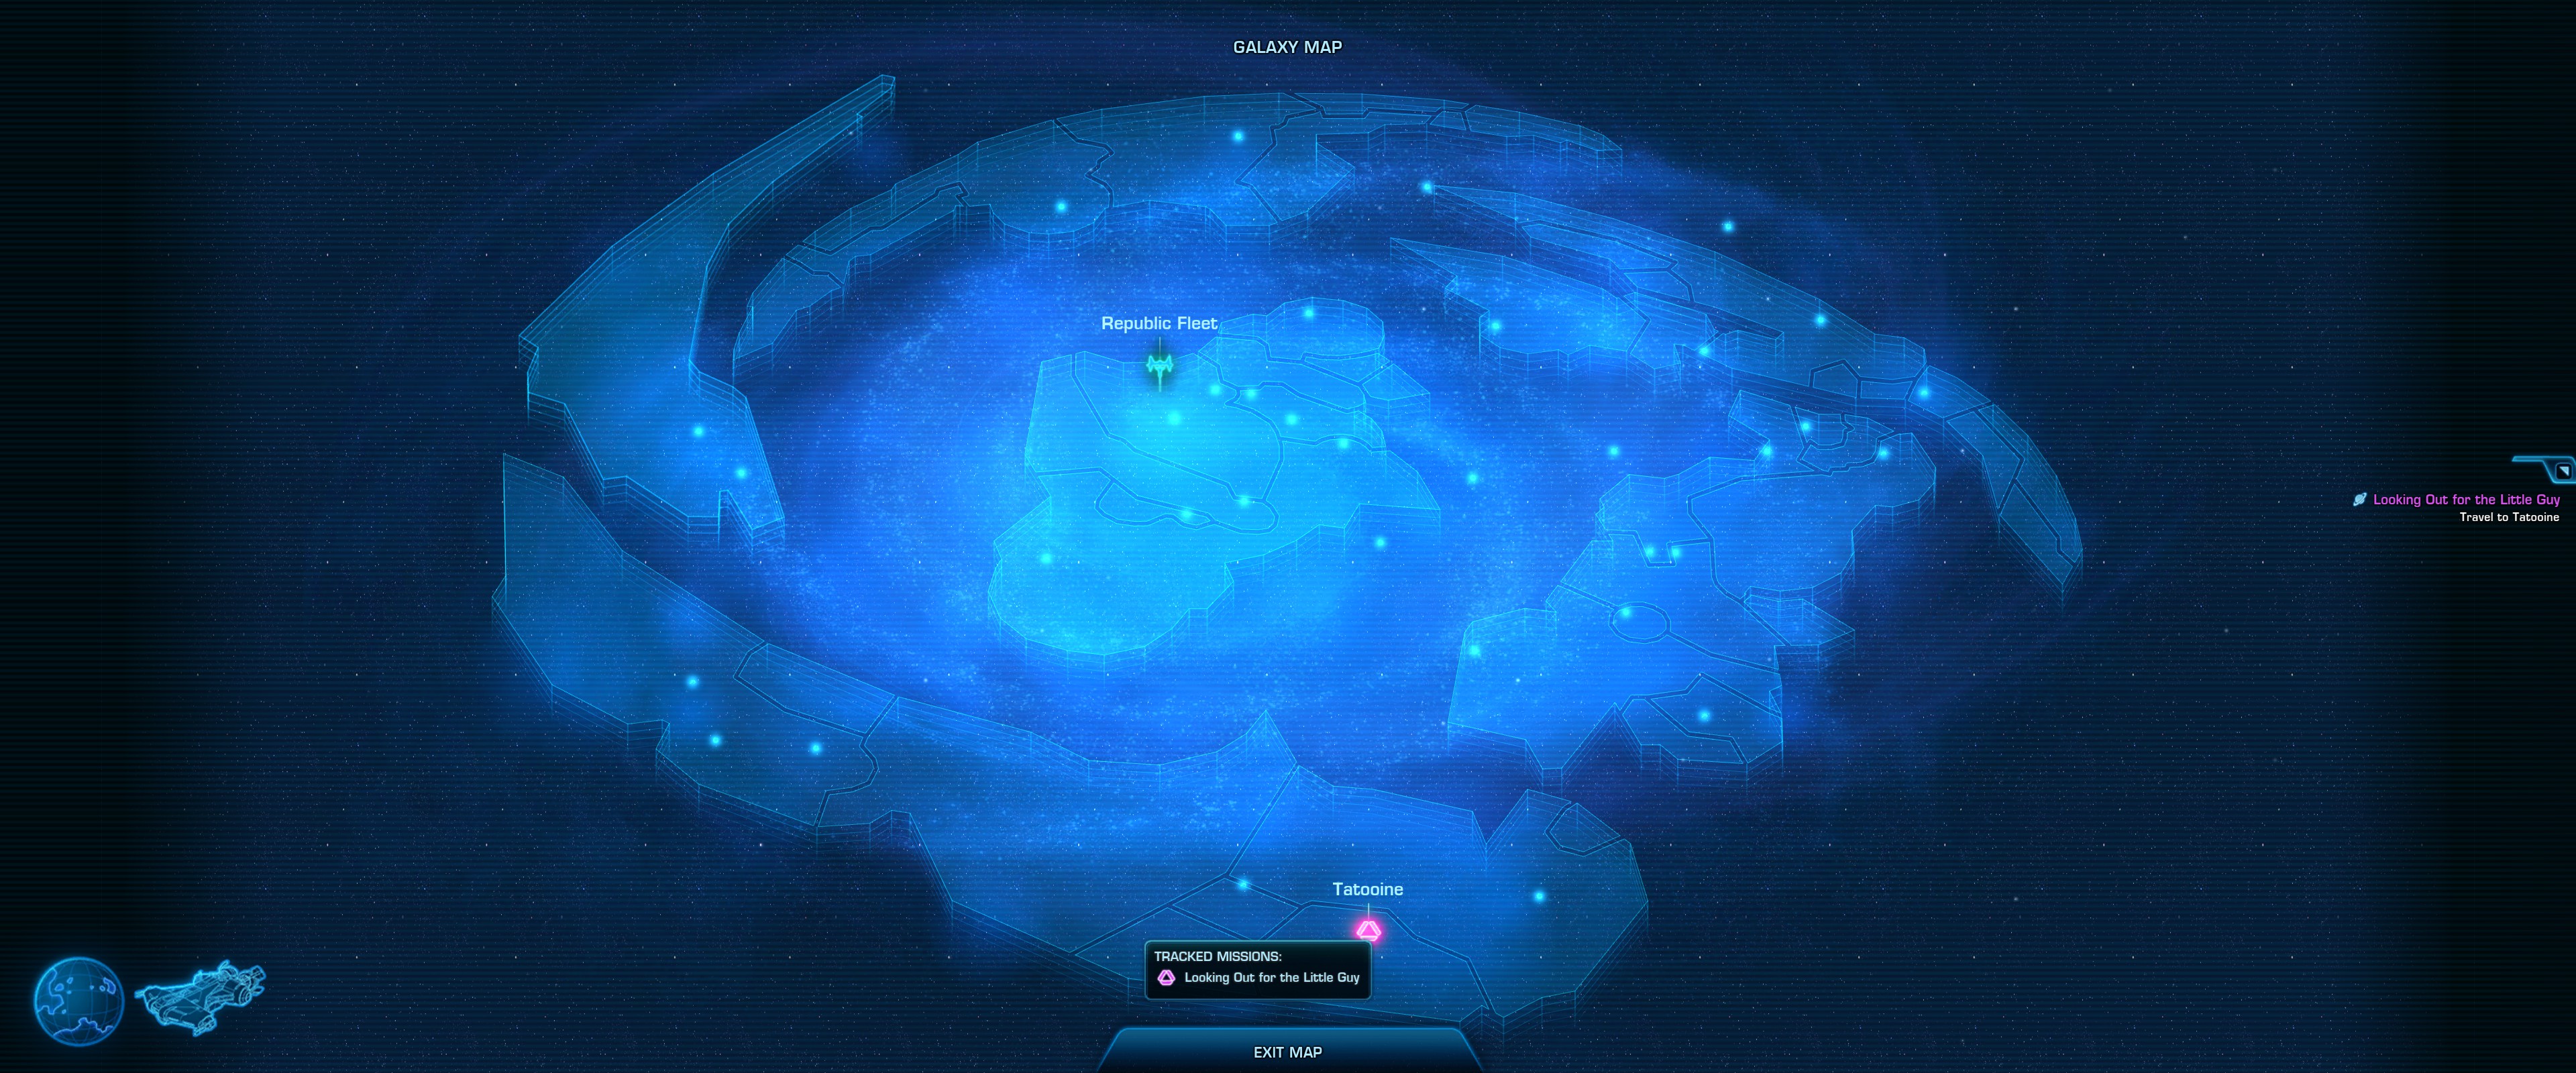 GALAXY MAP
Republic Fleet
Looking Out for the Little Guy
Travel to Tatooine
Tatooine
TRACKED MISSIONS:
Looking Out for the Little Guy
EXIT MAP